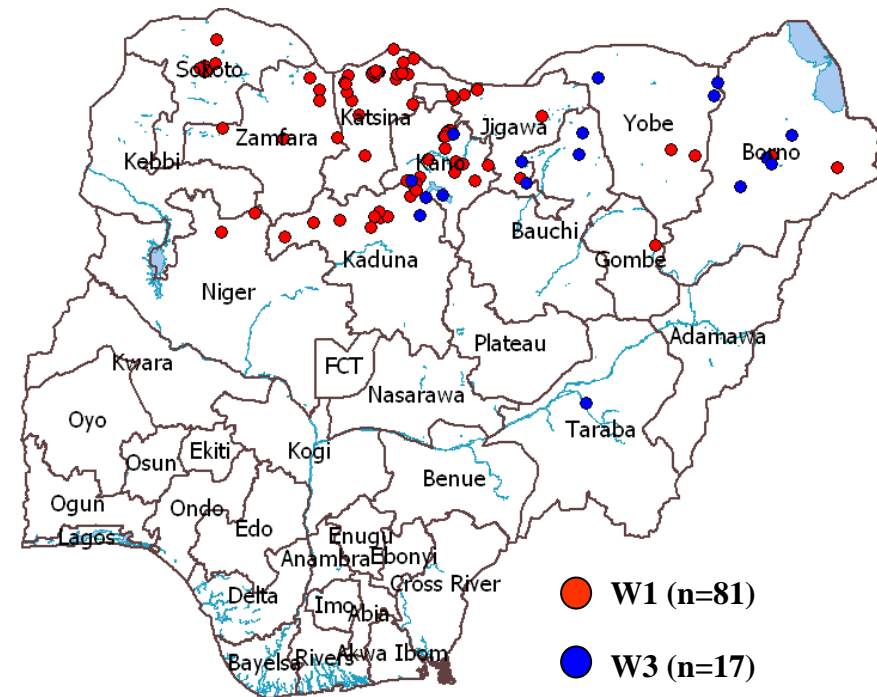 Sokoto
Katsina
Jigawa
Yobe
Zamfara
Borno
Kebbi
Kano
Bauchi
Gombe
Kaduna
Niger
Adamawa
Plateau
Kwara
FCT
Nasarawa
Oyo
Taraba
Ekiti
Kogi
Osun
Benue
Ogun
Ondo
Edo
Lagos
Enugu
Anambra
Ebonyi
Cross River
Delta
Imo
Abia
W1 (n=81)
Bayelsa
Rivers
Akwa Ibom
W3 (n=17)